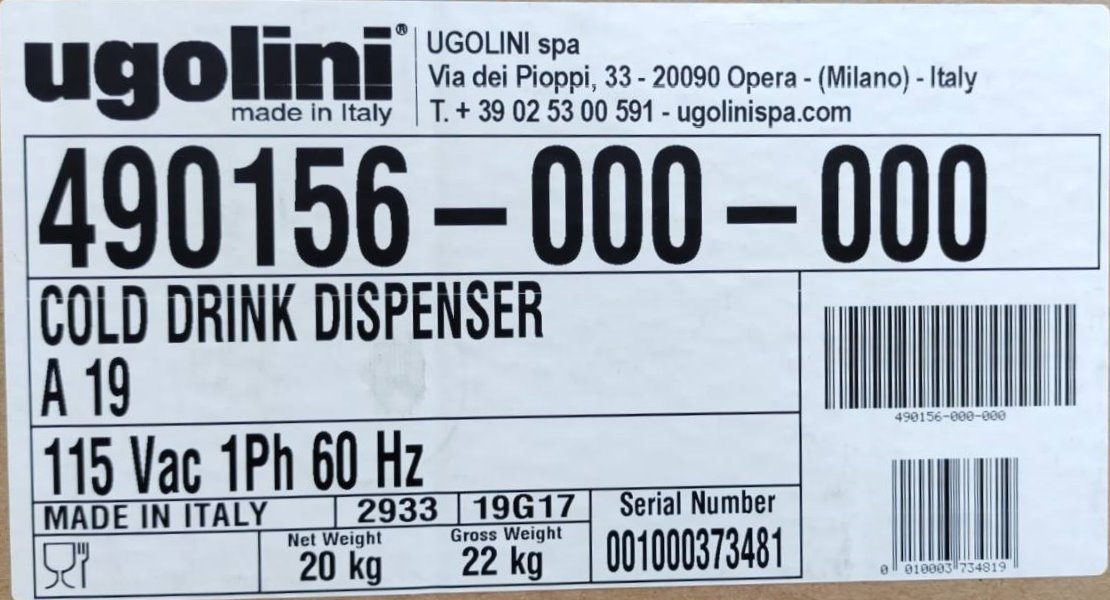 ugolini®
made in Italy
UGOLINI spa
Via dei Pioppi, 33 - 20090 Opera - (Milano) - Italy
T. + 39 02 53 00 591 - ugolinispa.com
490156-000-000
COLD DRINK DISPENSER
A 19
490156-000-000
115 Vac 1Ph 60 Hz
MADE IN ITALY
2933
19G17
Serial Number
001000373481
Net Weight
20 kg
Gross Weight
22 kg
0 010003 734819